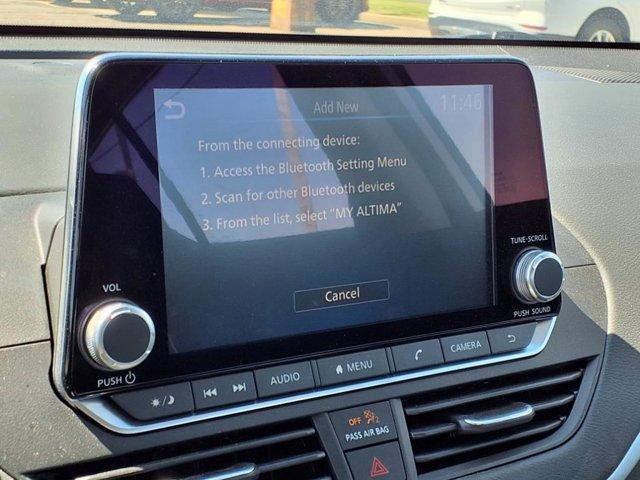 Add New
11:46
From the connecting device:
1. Access the Bluetooth Setting Menu
2. Scan for other Bluetooth devices
3. From the list, select "MY ALTIMA"
Cancel
TUNE·SCROLL
PUSH SOUND
VOL
PUSH
AUDIO
MENU
CAMERA
OFF
PASS AIR BAG